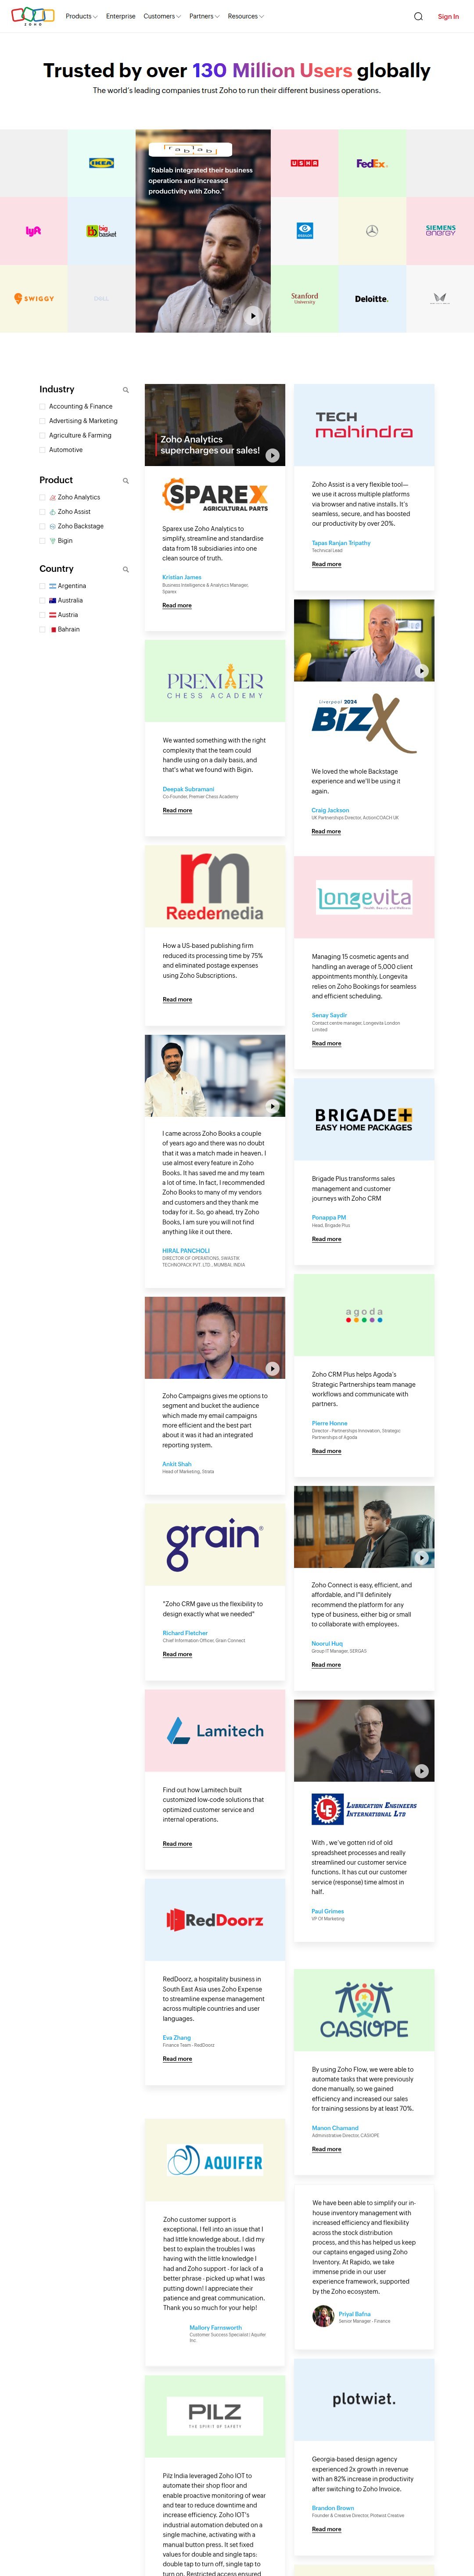 ZOHO
Products
Enterprise
Customers
Partners
Resources
Sign In
Trusted by over 130 Million Users globally
The world's leading companies trust Zoho to run their different business operations.
rablab
"Rablab integrated their business
operations and increased
productivity with Zoho."
IKEA
FedEx
lyft
big
basket
SIEMENS
energy
SWIGGY
DELL
Stanford
University
Deloitte.
Industry
Accounting & Finance
Advertising & Marketing
Agriculture & Farming
Automotive
Product
Zoho Analytics
Zoho Assist
Zoho Backstage
Bigin
Country
Argentina
Australia
Austria
Bahrain
Zoho Analytics
supercharges our sales!
SPAREX
AGRICULTURAL PARTS
Sparex use Zoho Analytics to
simplify, streamline and standardise
data from 18 subsidiaries into one
clean source of truth.
Kristian James
Business Intelligence & Analytics Manager,
Sparex
Read more
PREMIER
CHESS ACADEMY
We wanted something with the right
complexity that the team could
handle using on a daily basis, and
that's what we found with Bigin.
Deepak Subramani
Co-Founder, Premier Chess Academy
Read more
rm
Reedermedia
How a US-based publishing firm
reduced its processing time by 75%
and eliminated postage expenses
using Zoho Subscriptions.
Read more
I came across Zoho Books a couple
of years ago and there was no doubt
that it was a match made in heaven. I
use almost every feature in Zoho
Books. It has saved me and my team
a lot of time. In fact, I recommended
Zoho Books to many of my vendors
and customers and they thank me
today for it. So, go ahead, try Zoho
Books, I am sure you will not find
anything like it out there.
HIRAL PANCHOLI
DIRECTOR OF OPERATIONS, SWASTIK
TECHNOPACK PVT. LTD., MUMBAI, INDIA
Zoho Campaigns gives me options to
segment and bucket the audience
which made my email campaigns
more efficient and the best part
about it was it had an integrated
reporting system.
Ankit Shah
Head of Marketing, Strata
grain
"Zoho CRM gave us the flexibility to
design exactly what we needed"
Richard Fletcher
Chief Information Officer, Grain Connect
Read more
Lamitech
Find out how Lamitech built
customized low-code solutions that
optimized customer service and
internal operations.
Read more
RedDoorz
RedDoorz, a hospitality business in
South East Asia uses Zoho Expense
to streamline expense management
across multiple countries and user
languages.
Eva Zhang
Finance Team - RedDoorz
Read more
AQUIFER
Zoho customer support is
exceptional. I fell into an issue that I
had little knowledge about. I did my
best to explain the troubles I was
having with the little knowledge I
had and Zoho support - for lack of a
better phrase - picked up what I was
putting down! I appreciate their
patience and great communication.
Thank you so much for your help!
Mallory Farnsworth
Customer Success Specialist | Aquifer
Inc.
PILZ
THE SPIRIT OF SAFETY
Pilz India leveraged Zoho IOT to
automate their shop floor and
enable proactive monitoring of wear
and tear to reduce downtime and
increase efficiency. Zoho IOT's
industrial automation debuted on a
single machine, activating with a
manual button press. It set fixed
values for double and single taps:
double tap to turn off, single tap to
turn on. Restricted access ensured
TECH
mahindra
Zoho Assist is a very flexible tool—
we use it across multiple platforms
via browser and native installs. It's
seamless, secure, and has boosted
our productivity by over 20%.
Tapas Ranjan Tripathy
Technical Lead
Read more
Liverpool 2024
BIZX
We loved the whole Backstage
experience and we'll be using it
again.
Craig Jackson
UK Partnerships Director, ActionCOACH UK
Read more
longevita
Managing 15 cosmetic agents and
handling an average of 5,000 client
appointments monthly, Longevita
relies on Zoho Bookings for seamless
and efficient scheduling.
Senay Saydir
Contact centre manager, Longevita London
Limited
Read more
BRIGADE+
EASY HOME PACKAGES
Brigade Plus transforms sales
management and customer
journeys with Zoho CRM
Ponappa PM
Head, Brigade Plus
Read more
agoda
Zoho CRM Plus helps Agoda's
Strategic Partnerships team manage
workflows and communicate with
partners.
Pierre Honne
Director - Partnerships Innovation, Strategic
Partnerships of Agoda
Read more
Zoho Connect is easy, efficient, and
affordable, and I"ll definitely
recommend the platform for any
type of business, either big or small
to collaborate with employees.
Noorul Huq
Group IT Manager, SERGAS
Read more
LE
LUBRICATION ENGINEERS
INTERNATIONAL LTD
With , we've gotten rid of old
spreadsheet processes and really
streamlined our customer service
functions. It has cut our customer
service (response) time almost in
half.
Paul Grimes
VP Of Marketing
CASIOPE
By using Zoho Flow, we were able to
automate tasks that were previously
done manually, so we gained
efficiency and increased our sales
for training sessions by at least 70%.
Manon Chamand
Administrative Director, CASIOPE
Read more
We have been able to simplify our in-
house inventory management with
increased efficiency and flexibility
across the stock distribution
process, and this has helped us keep
our captains engaged using Zoho
Inventory. At Rapido, we take
immense pride in our user
experience framework, supported
by the Zoho ecosystem.
Priyal Bafna
Senior Manager - Finance
plotwist.
Georgia-based design agency
experienced 2x growth in revenue
with an 82% increase in productivity
after switching to Zoho Invoice.
Brandon Brown
Founder & Creative Director, Plotwist Creative
Read more